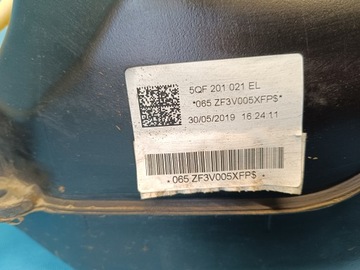 5QF 201 021 EL
*065 ZF3V005XFP$*
30/05/2019 16:24:11
* 065 ZF3V005XFP$ *